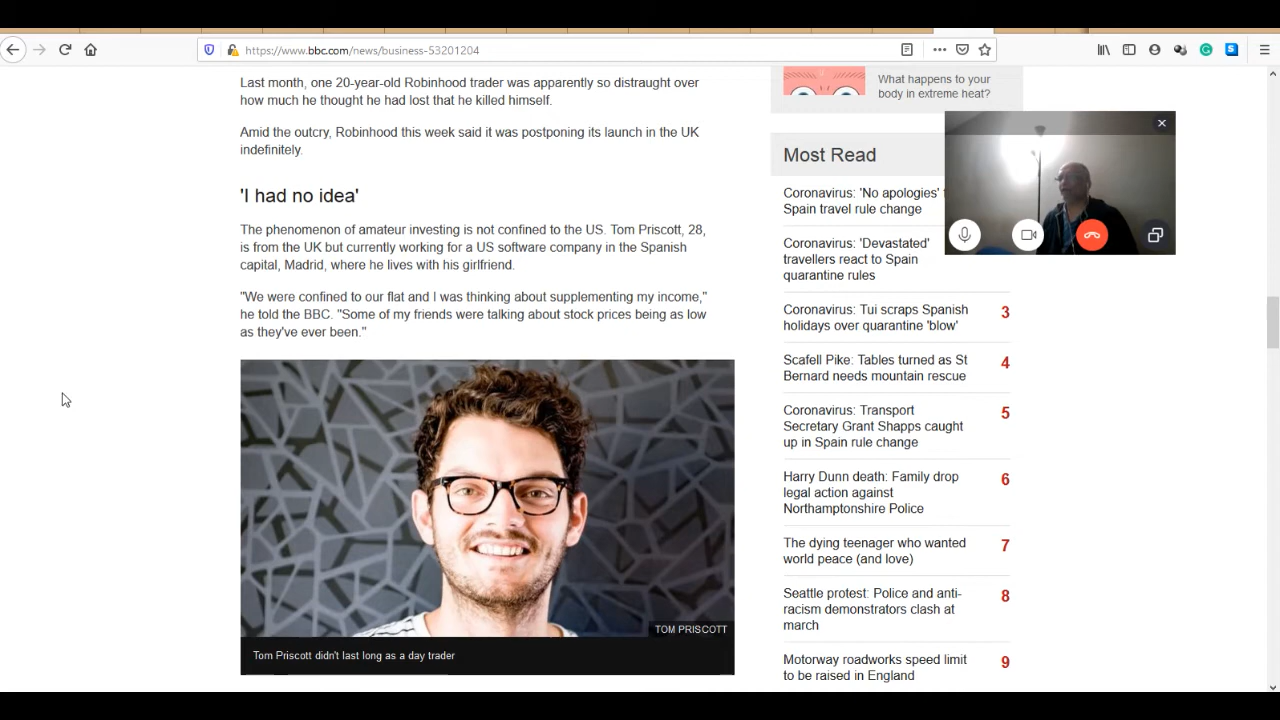 https://www.bbc.com/news/business-53201204
Last month, one 20-year-old Robinhood trader was apparently so distraught over
how much he thought he had lost that he killed himself.
Amid the outcry, Robinhood this week said it was postponing its launch in the UK
indefinitely.
'I had no idea'
The phenomenon of amateur investing is not confined to the US. Tom Priscott, 28,
is from the UK but currently working for a US software company in the Spanish
capital, Madrid, where he lives with his girlfriend.
"We were confined to our flat and I was thinking about supplementing my income,"
he told the BBC. "Some of my friends were talking about stock prices being as low
as they've ever been."
TOM PRISCOTT
Tom Priscott didn't last long as a day trader
What happens to your
body in extreme heat?
Most Read
Coronavirus: 'No apologies'
Spain travel rule change
Coronavirus: 'Devastated'
travellers react to Spain
quarantine rules
Coronavirus: Tui scraps Spanish
holidays over quarantine 'blow'
3
Scafell Pike: Tables turned as St
Bernard needs mountain rescue
4
Coronavirus: Transport
Secretary Grant Shapps caught
up in Spain rule change
5
Harry Dunn death: Family drop
legal action against
Northamptonshire Police
6
The dying teenager who wanted
world peace (and love)
7
Seattle protest: Police and anti-
racism demonstrators clash at
march
8
Motorway roadworks speed limit
to be raised in England
9